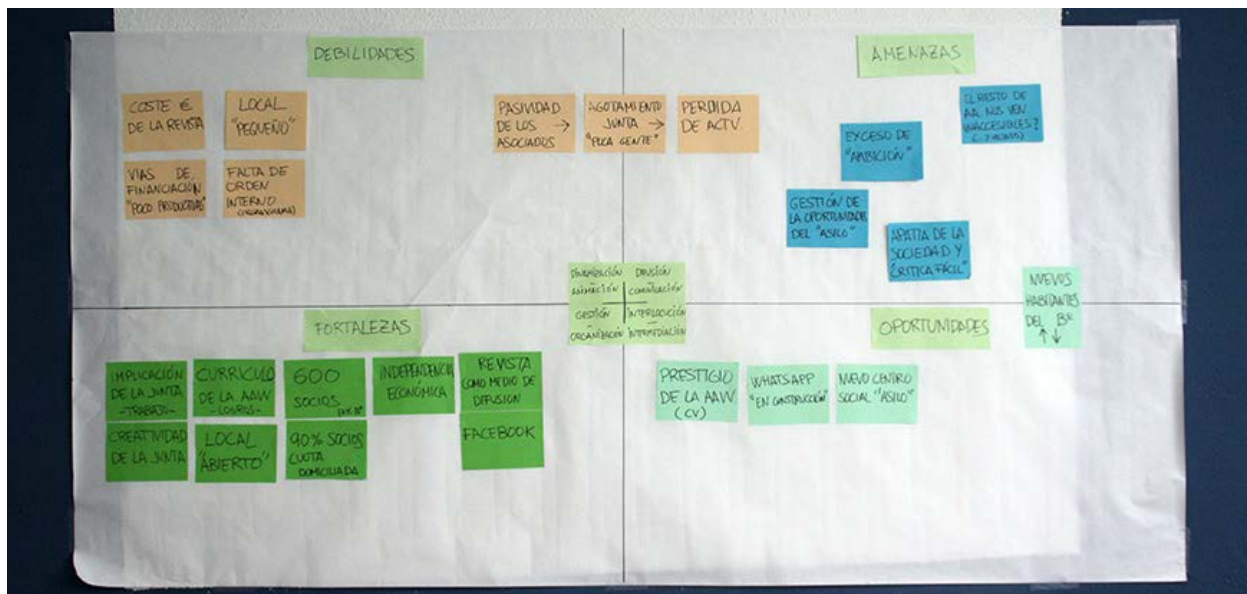 DEBILIDADES
COSTE €
DE LA REVISTA
LOCAL
"PEQUEÑO"
VIAS DE
FINANCIACIÓN
"POCO PRODUCTIVAS"
FALTA DE
ORDEN
INTERNO
PASIVIDAD
DE LOS →
ASOCIADOS
AGOTAMIENTO
JUNTA →
"POCA GENTE"
PERDIDA
DE ACTV.
AMENAZAS
EL RESTO DE
AA. NOS VEN
INACCESIBLES?
EXCESO DE
"AMBICIÓN"
GESTIÓN DE
LA OPORTUNIDAD
DEL "ASILO"
APATIA DE LA
SOCIEDAD Y
"CRITICA FÁCIL"
DINAMIZACIÓN
ANIMACIÓN
DIFUSIÓN
COMUNICACIÓN
GESTIÓN
ORGANIZACIÓN
INTERLOCUCIÓN
INTERMEDIACIÓN
FORTALEZAS
IMPLICACIÓN
DE LA JUNTA
-TRABAJO-
CURRICULO
DE LA AAVV
-LOGROS-
600
SOCIOS
INDEPENDENCIA
ECONÓMICA
REVISTA
COMO MEDIO DE
DIFUSION
CREATIVIDAD
DE LA JUNTA
LOCAL
"ABIERTO"
90% SOCIOS
CUOTA
DOMICILIADA
FACEBOOK
OPORTUNIDADES
NUEVOS
HABITANTES
DEL Bº
↑↓
PRESTIGIO
DE LA AAVV
(CV)
WHATSAPP
"EN CONSTRUCCIÓN"
NUEVO CENTRO
SOCIAL "ASILO"